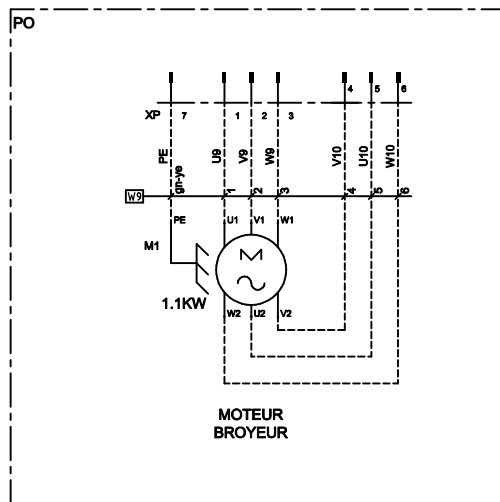 PO
4 5 6
XP 7 1 2 3
PE U9 V9 W9 V10 U10 W10
gn-ye
W9 1 2 3 4 5 6
PE U1 V1 W1
M1 M
1.1KW
W2 U2 V2
MOTEUR
BROYEUR